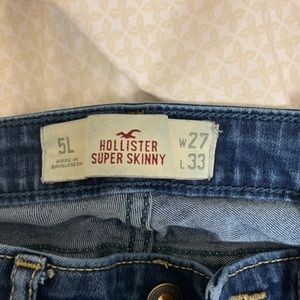 5L
MADE IN
BANGLADESH
HOLLISTER
SUPER SKINNY
W27
L33